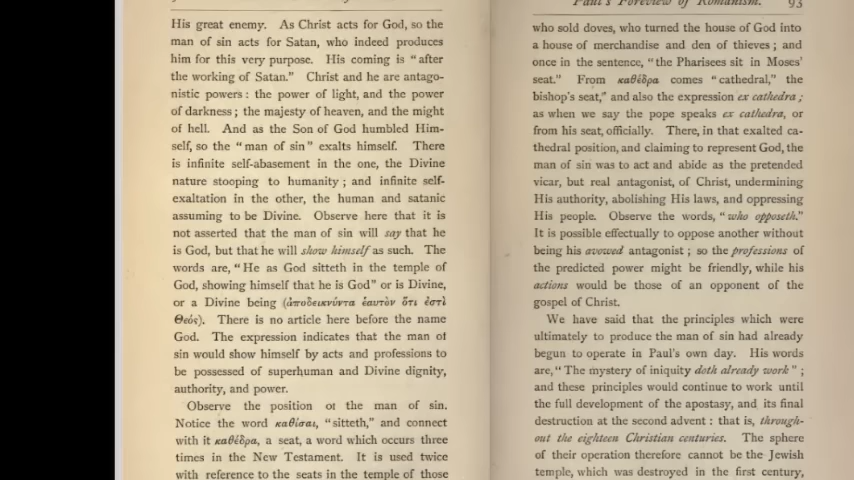 His great enemy. As Christ acts for God, so the
man of sin acts for Satan, who indeed produces
him for this very purpose. His coming is "after
the working of Satan." Christ and he are antago-
nistic powers: the power of light, and the power
of darkness; the majesty of heaven, and the might
of hell. And as the Son of God humbled Him-
self, so the "man of sin" exalts himself. There
is infinite self-abasement in the one, the Divine
nature stooping to humanity; and infinite self-
exaltation in the other, the human and satanic
assuming to be Divine. Observe here that it is
not asserted that the man of sin will say that he
is God, but that he will show himself as such. The
words are, "He as God sitteth in the temple of
God, showing himself that he is God" or is Divine,
or a Divine being (ἀποδεικνύντα ἑαυτὸν ὅτι ἐστὶ
Θεός). There is no article here before the name
God. The expression indicates that the man of
sin would show himself by acts and professions to
be possessed of superhuman and Divine dignity,
authority, and power.
Observe the position of the man of sin.
Notice the word καθίσαι, "sitteth," and connect
with it καθέδρα, a seat, a word which occurs three
times in the New Testament. It is used twice
with reference to the seats in the temple of those
Paul's Foreview of Romanism. 93
who sold doves, who turned the house of God into
a house of merchandise and den of thieves; and
once in the sentence, "the Pharisees sit in Moses'
seat." From καθέδρα comes "cathedral," the
bishop's seat," and also the expression ex cathedra;
as when we say the pope speaks ex cathedra, or
from his seat, officially. There, in that exalted ca-
thedral position, and claiming to represent God, the
man of sin was to act and abide as the pretended
vicar, but real antagonist, of Christ, undermining
His authority, abolishing His laws, and oppressing
His people. Observe the words, "who opposeth."
It is possible effectually to oppose another without
being his avowed antagonist; so the professions of
the predicted power might be friendly, while his
actions would be those of an opponent of the
gospel of Christ.
We have said that the principles which were
ultimately to produce the man of sin had already
begun to operate in Paul's own day. His words
are, "The mystery of iniquity doth already work";
and these principles would continue to work until
the full development of the apostasy, and its final
destruction at the second advent: that is, through-
out the eighteen Christian centuries. The sphere
of their operation therefore cannot be the Jewish
temple, which was destroyed in the first century,